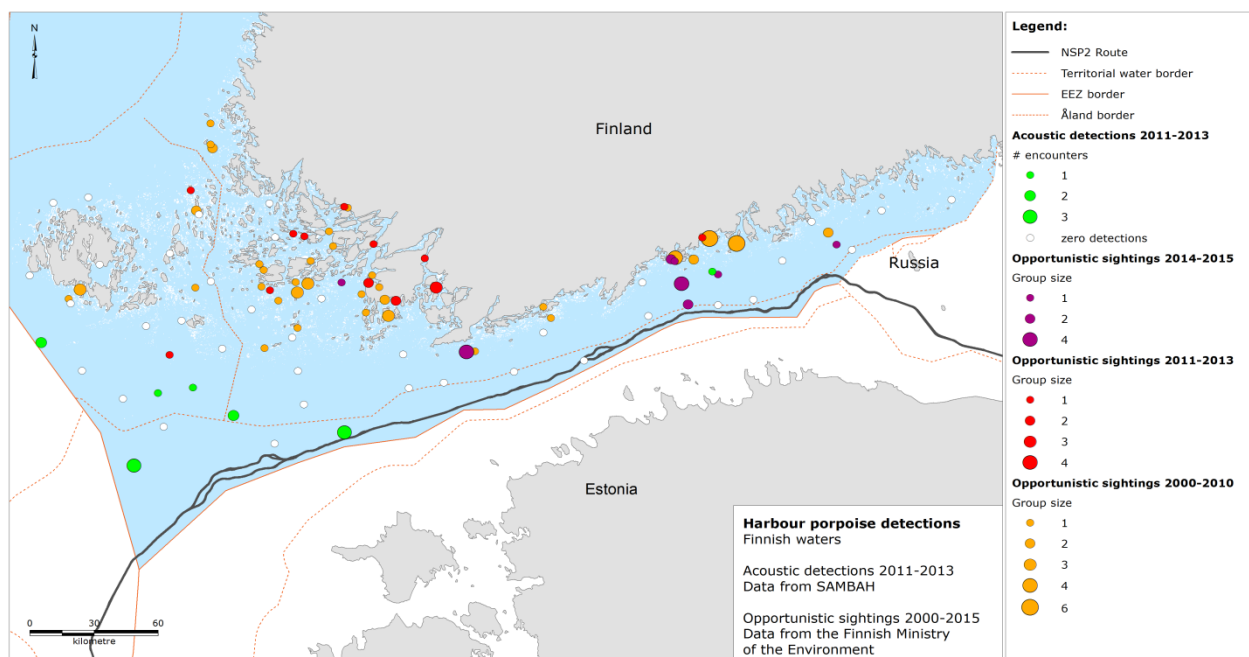 N
Finland
Russia
Estonia
0 30 60
kilometre
Harbour porpoise detections
Finnish waters
Acoustic detections 2011-2013
Data from SAMBAH
Opportunistic sightings 2000-2015
Data from the Finnish Ministry
of the Environment
Legend:
NSP2 Route
Territorial water border
EEZ border
Åland border
Acoustic detections 2011-2013
# encounters
1
2
3
zero detections
Opportunistic sightings 2014-2015
Group size
1
2
4
Opportunistic sightings 2011-2013
Group size
1
2
3
4
Opportunistic sightings 2000-2010
Group size
1
2
3
4
6